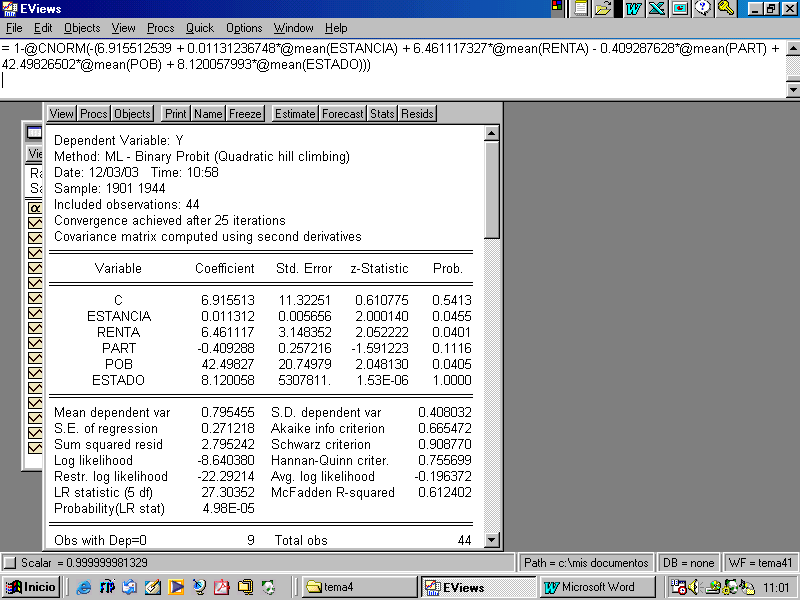 EViews
File Edit Objects View Procs Quick Options Window Help
= 1-@CNORM(-(6.915512539 + 0.01131236748*@mean(ESTANCIA) + 6.461117327*@mean(RENTA) - 0.409287628*@mean(PART) +
42.49826502*@mean(POB) + 8.120057993*@mean(ESTADO)))
View Procs Objects Print Name Freeze Estimate Forecast Stats Resids
Dependent Variable: Y
Method: ML - Binary Probit (Quadratic hill climbing)
Date: 12/03/03 Time: 10:58
Sample: 1901 1944
Included observations: 44
Convergence achieved after 25 iterations
Covariance matrix computed using second derivatives
Variable Coefficient Std. Error z-Statistic Prob.
C 6.915513 11.32251 0.610775 0.5413
ESTANCIA 0.011312 0.005656 2.000140 0.0455
RENTA 6.461117 3.148352 2.052222 0.0401
PART -0.409288 0.257216 -1.591223 0.1116
POB 42.49827 20.74979 2.048130 0.0405
ESTADO 8.120058 5307811. 1.53E-06 1.0000
Mean dependent var 0.795455 S.D. dependent var 0.408032
S.E. of regression 0.271218 Akaike info criterion 0.665472
Sum squared resid 2.795242 Schwarz criterion 0.908770
Log likelihood -8.640380 Hannan-Quinn criter. 0.755699
Restr. log likelihood -22.29214 Avg. log likelihood -0.196372
LR statistic (5 df) 27.30352 McFadden R-squared 0.612402
Probability(LR stat) 4.98E-05
Obs with Dep=0 9 Total obs 44
Scalar = 0.999999981329 Path = c:\mis documentos DB = none WF = tema41
Inicio tema4 EViews Microsoft Word 11:01